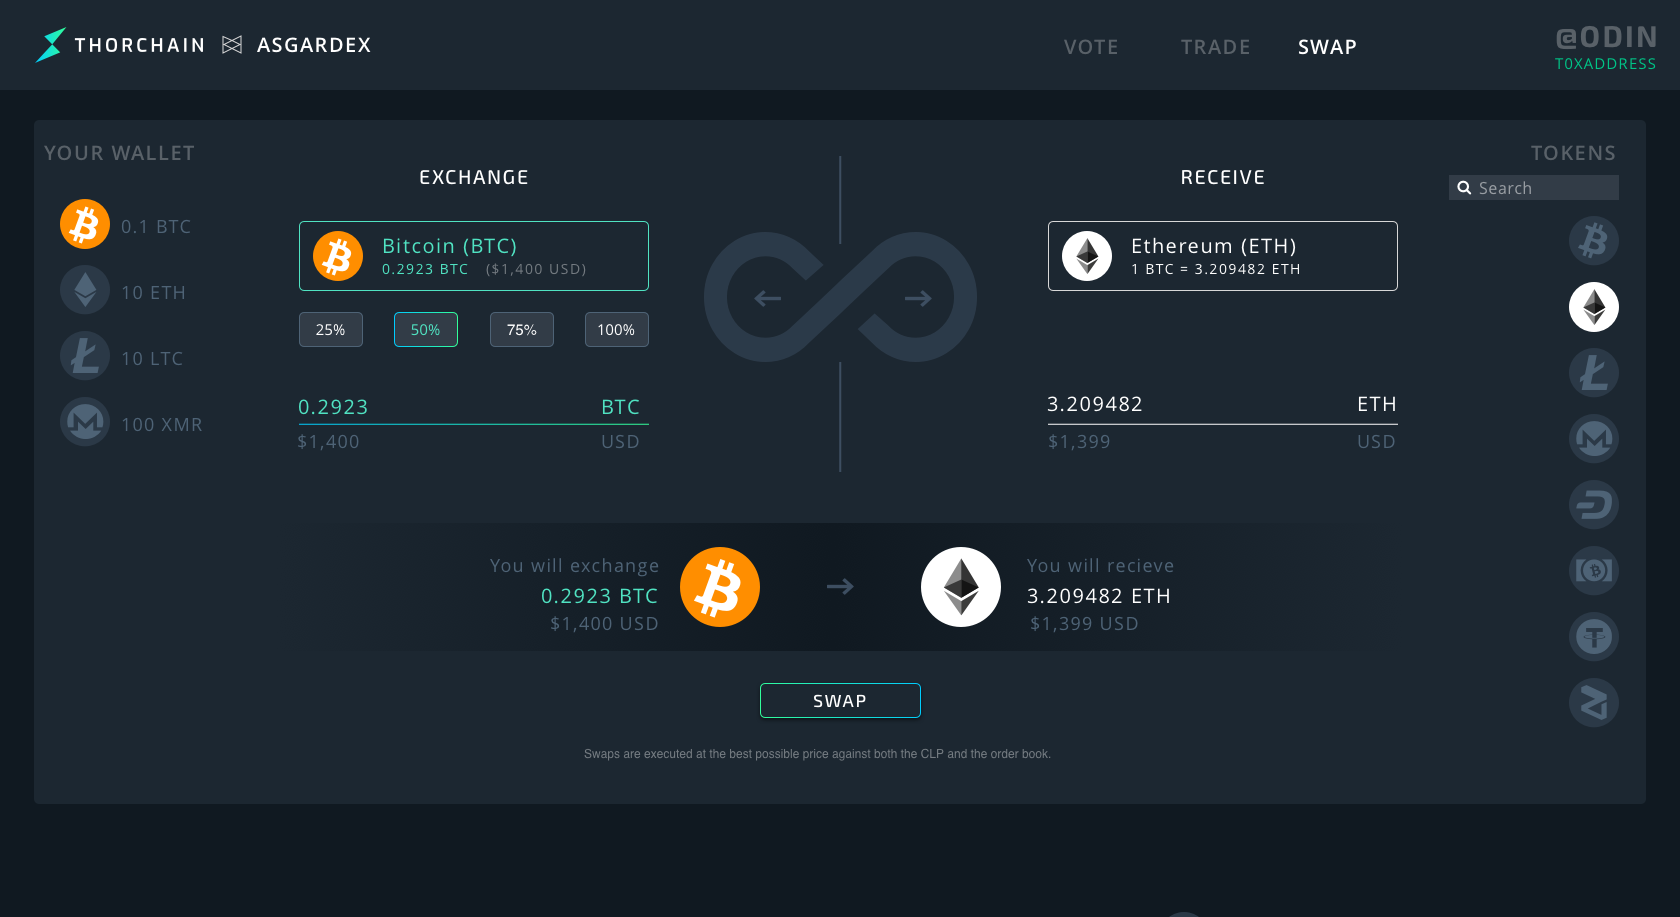 THORCHAIN ASGARDEX
VOTE TRADE SWAP
@ODIN
T0XADDRESS
YOUR WALLET
0.1 BTC
10 ETH
10 LTC
100 XMR
EXCHANGE
Bitcoin (BTC)
0.2923 BTC ($1,400 USD)
25% 50% 75% 100%
0.2923 BTC
$1,400 USD
RECEIVE
Ethereum (ETH)
1 BTC = 3.209482 ETH
3.209482 ETH
$1,399 USD
TOKENS
Search
You will exchange
0.2923 BTC
$1,400 USD
You will recieve
3.209482 ETH
$1,399 USD
SWAP
Swaps are executed at the best possible price against both the CLP and the order book.